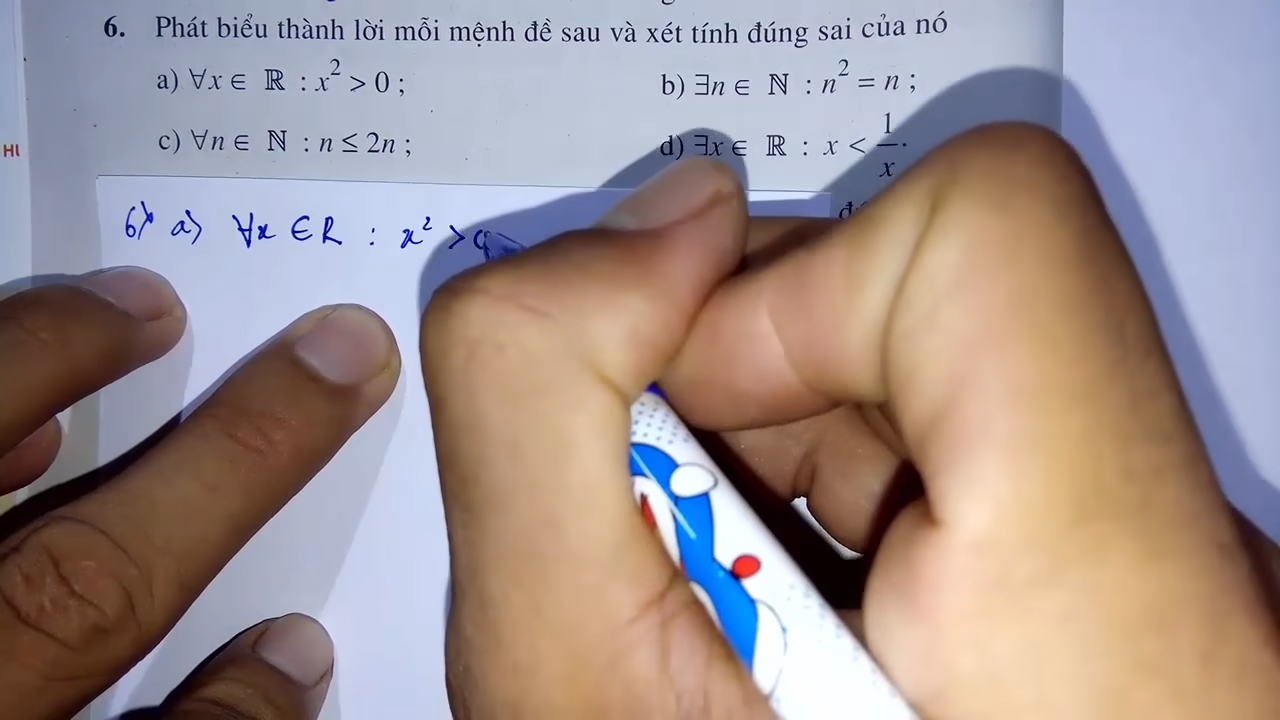 6. Phát biểu thành lời mỗi mệnh đề sau và xét tính đúng sai của nó
a) ∀x ∈ ℝ : x² > 0 ;
b) ∃n ∈ ℕ : n² = n ;
c) ∀n ∈ ℕ : n ≤ 2n ;
d) ∃x ∈ ℝ : x < 1/x .
HƯ
6) a) ∀x ∈ R : x² >